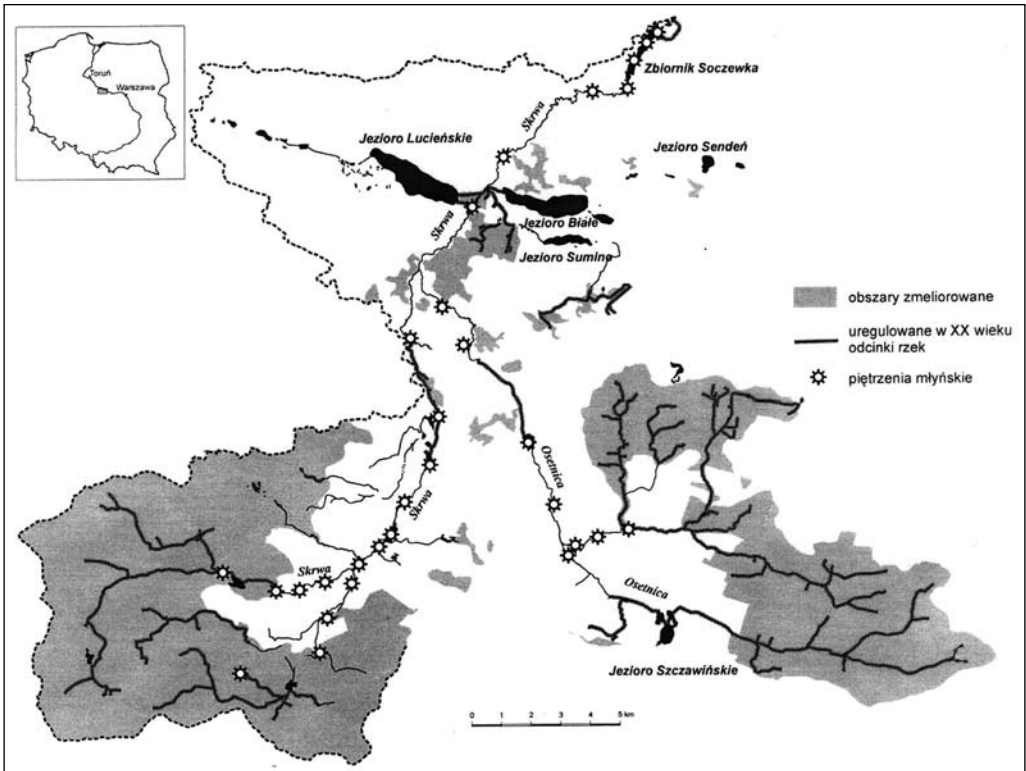 Toruń
Warszawa
Zbiornik Soczewka
Skrwa
Jezioro Lucieńskie
Jezioro Sendeń
Skrwa
Jezioro Białe
Jezioro Sumino
obszary zmeliorowane
uregulowane w XX wieku
odcinki rzek
piętrzenia młyńskie
Osetnica
Skrwa
Skrwa
Osetnica
Jezioro Szczawińskie
0 1 2 3 4 5 km